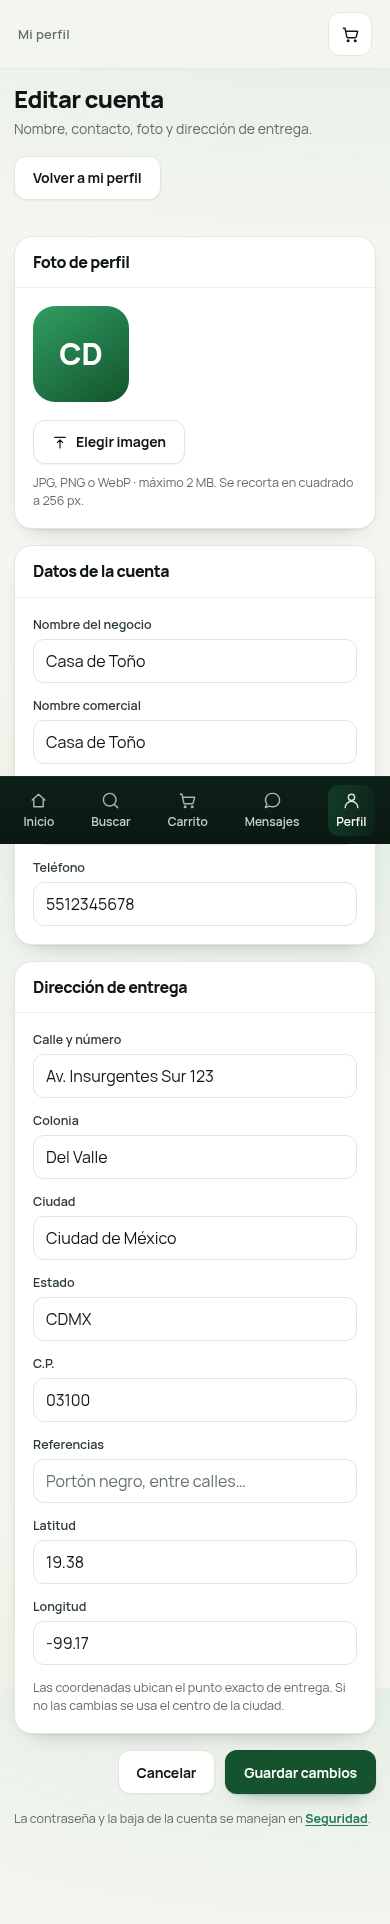 Mi perfil
Editar cuenta
Nombre, contacto, foto y dirección de entrega.
Volver a mi perfil
Foto de perfil
CD
Elegir imagen
JPG, PNG o WebP · máximo 2 MB. Se recorta en cuadrado
a 256 px.
Datos de la cuenta
Nombre del negocio
Casa de Toño
Nombre comercial
Casa de Toño
Inicio
Buscar
Carrito
Mensajes
Perfil
Teléfono
5512345678
Dirección de entrega
Calle y número
Av. Insurgentes Sur 123
Colonia
Del Valle
Ciudad
Ciudad de México
Estado
CDMX
C.P.
03100
Referencias
Portón negro, entre calles...
Latitud
19.38
Longitud
-99.17
Las coordenadas ubican el punto exacto de entrega. Si
no las cambias se usa el centro de la ciudad.
Cancelar
Guardar cambios
La contraseña y la baja de la cuenta se manejan en Seguridad.